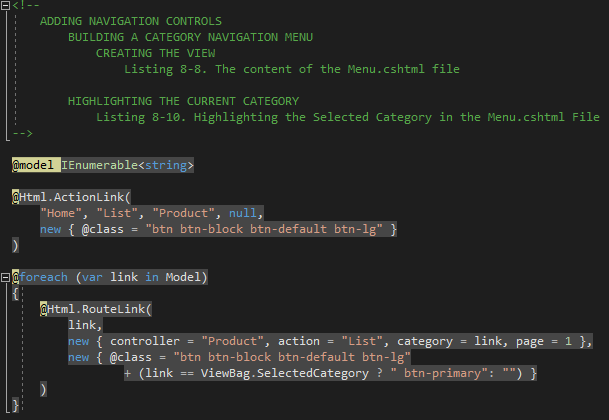 <!--
    ADDING NAVIGATION CONTROLS
        BUILDING A CATEGORY NAVIGATION MENU
            CREATING THE VIEW
                Listing 8-8. The content of the Menu.cshtml file

        HIGHLIGHTING THE CURRENT CATEGORY
            Listing 8-10. Highlighting the Selected Category in the Menu.cshtml File
-->

@model IEnumerable<string>

@Html.ActionLink(
    "Home", "List", "Product", null,
    new { @class = "btn btn-block btn-default btn-lg" }
)

@foreach (var link in Model)
{
    @Html.RouteLink(
        link,
        new { controller = "Product", action = "List", category = link, page = 1 },
        new { @class = "btn btn-block btn-default btn-lg"
                + (link == ViewBag.SelectedCategory ? " btn-primary": "") }
    )
}